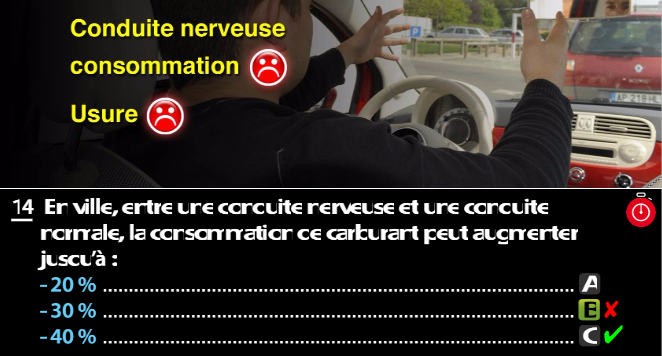 Conduite nerveuse
consommation
Usure
14 En ville, entre une conduite nerveuse et une conduite
normale, la consommation de carburant peut augmenter
jusqu'à :
- 20 % ........................................................................ A
- 30 % ........................................................................ B ✘
- 40 % ........................................................................ C ✔